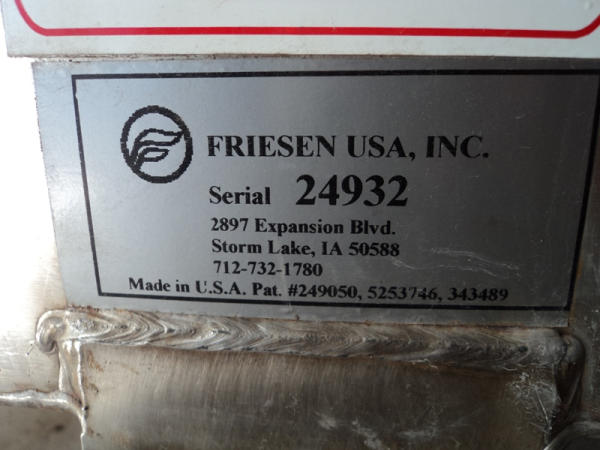 FRIESEN USA, INC.
Serial 24932
2897 Expansion Blvd.
Storm Lake, IA 50588
712-732-1780
Made in U.S.A. Pat. #249050, 5253746, 343489